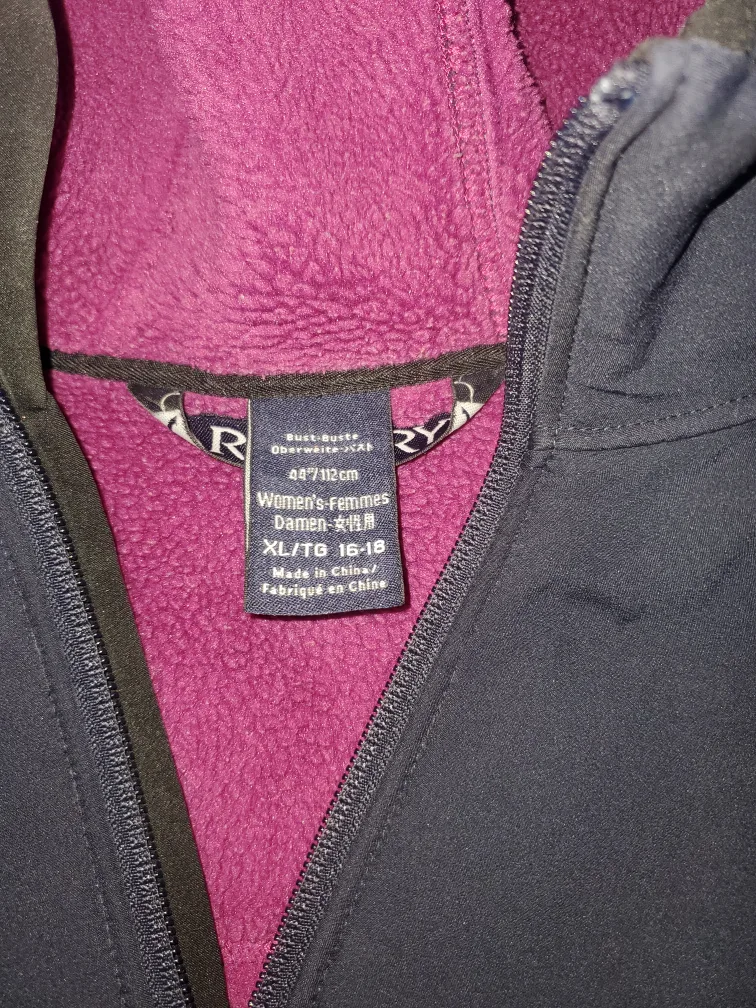 R RY
Bust-Buste
Oberweite-バスト
44"/112cm
Women's-Femmes
Damen-女性用
XL/TG 16-18
Made in China/
Fabriqué en Chine